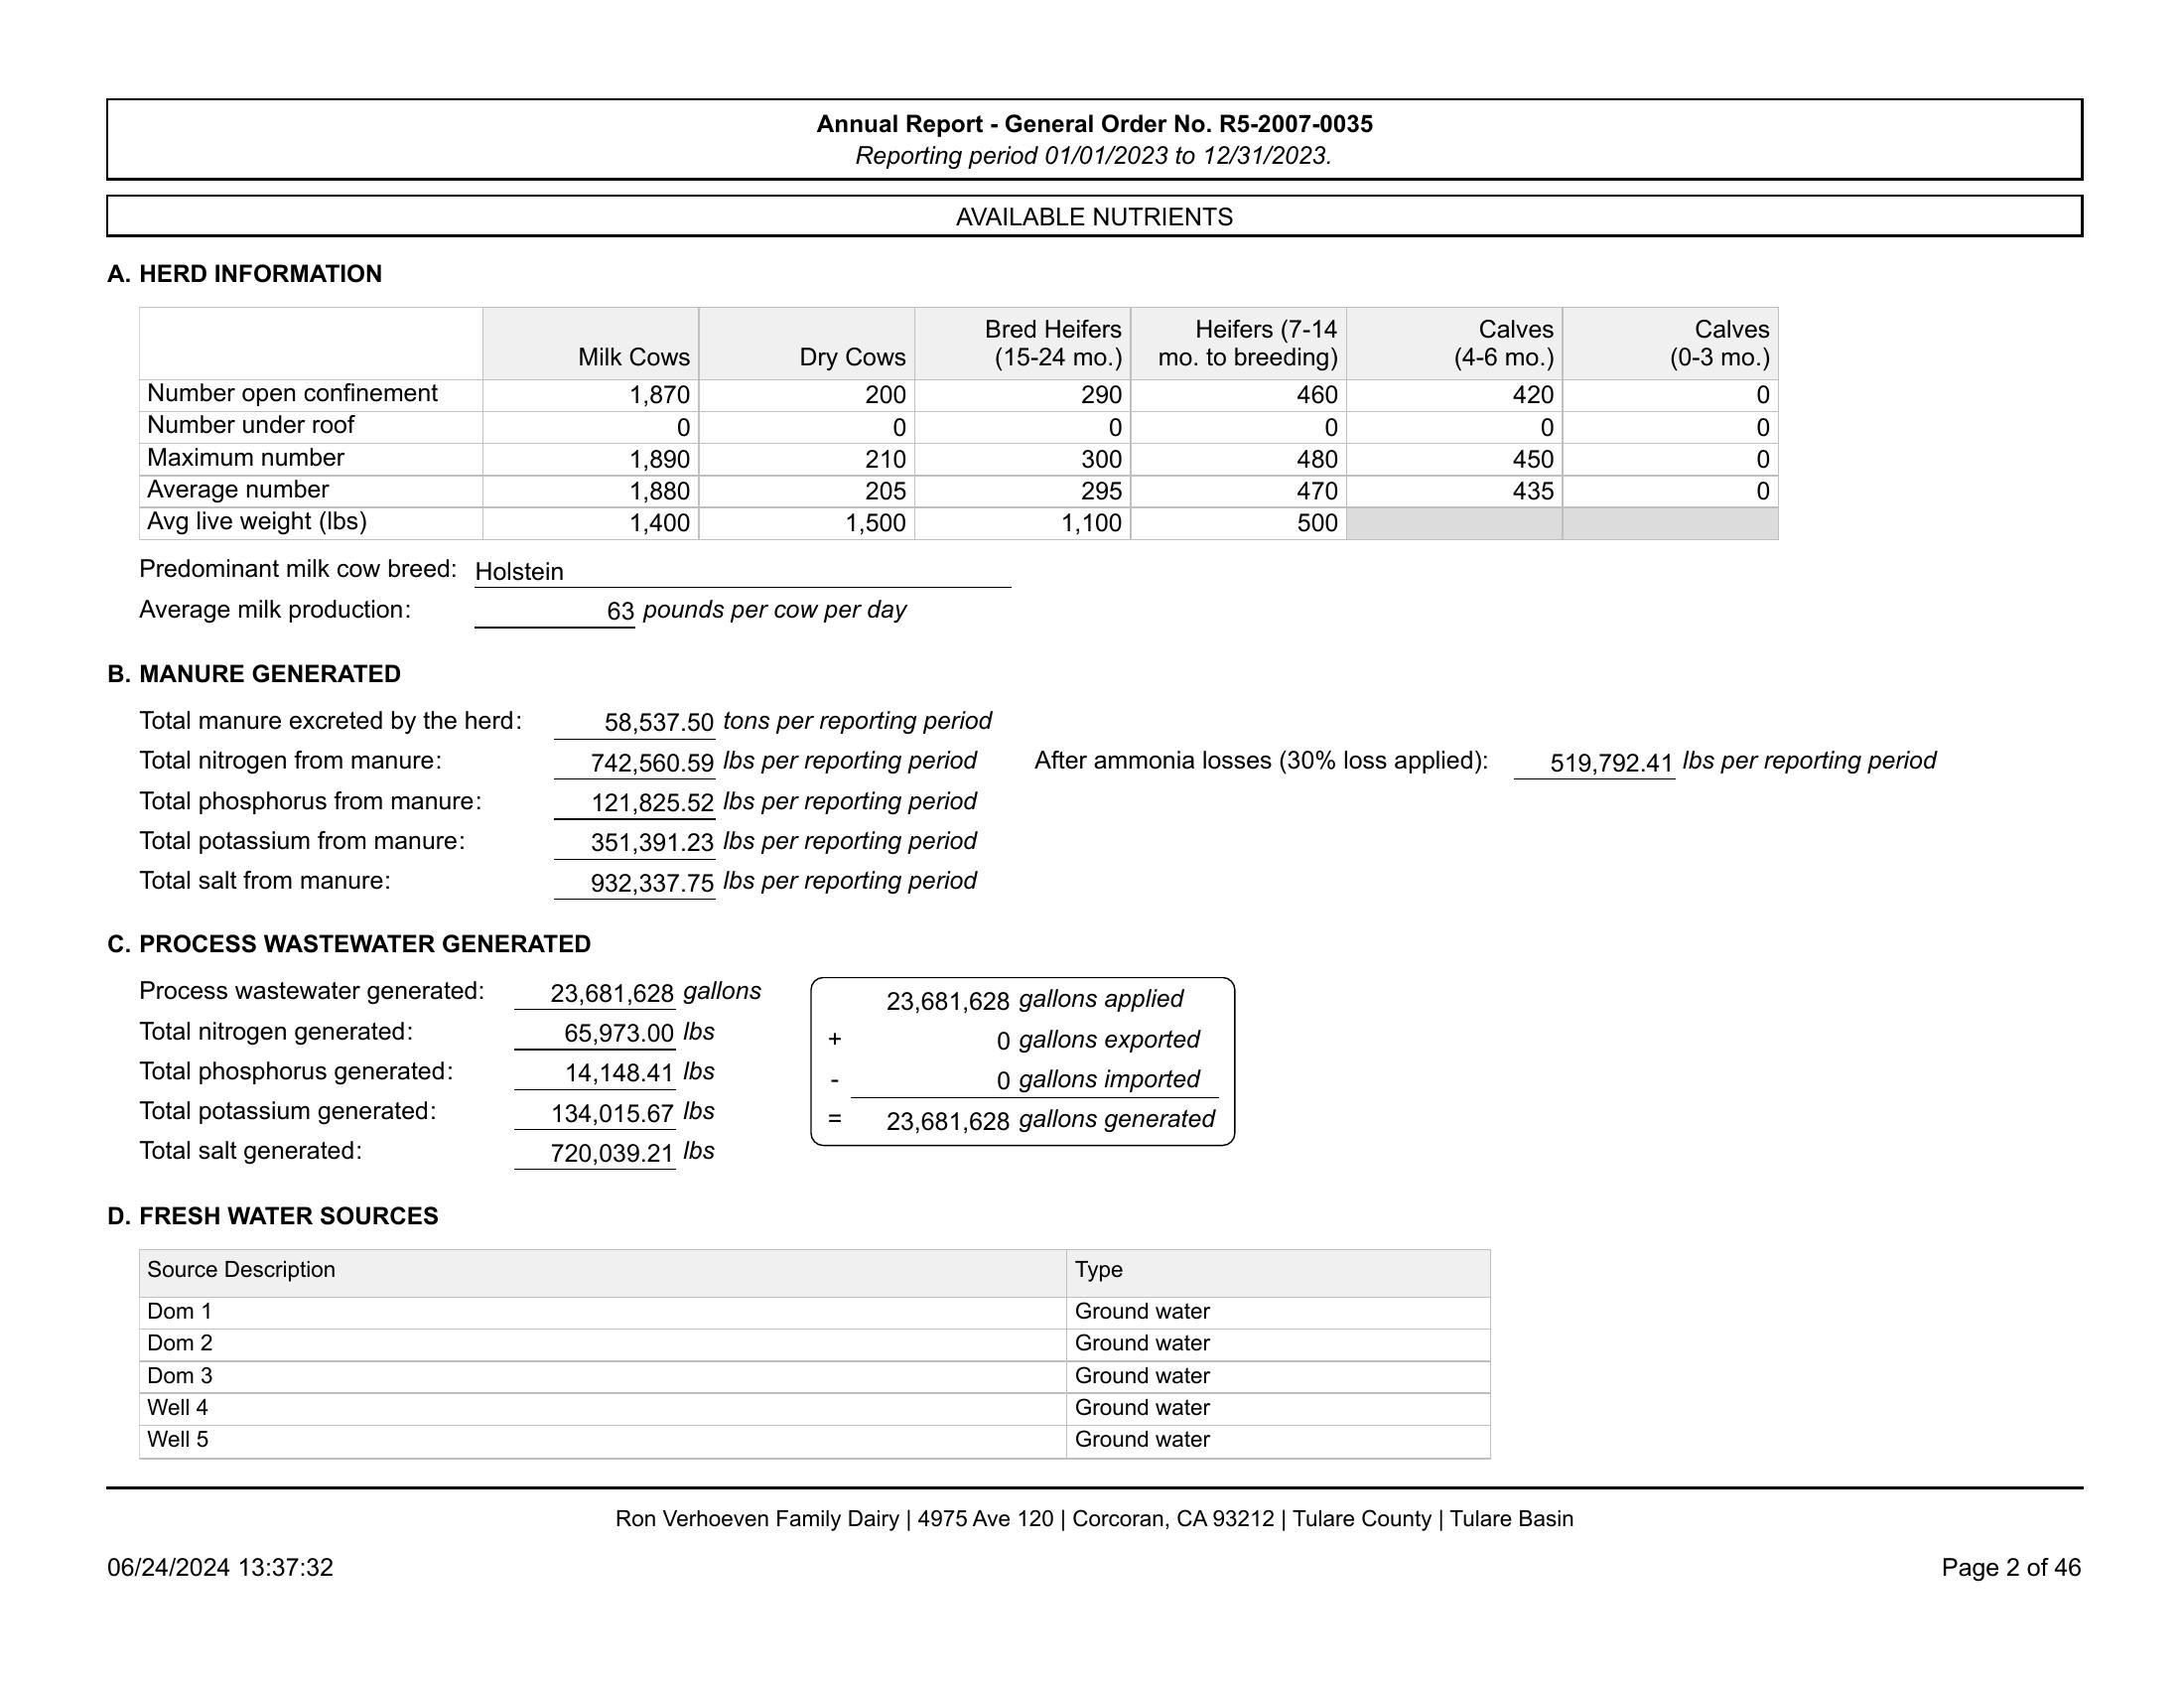 Annual Report - General Order No. R5-2007-0035
Reporting period 01/01/2023 to 12/31/2023.
AVAILABLE NUTRIENTS
A. HERD INFORMATION
Milk Cows Dry Cows Bred Heifers (15-24 mo.) Heifers (7-14 mo. to breeding) Calves (4-6 mo.) Calves (0-3 mo.)
Number open confinement 1,870 200 290 460 420 0
Number under roof 0 0 0 0 0 0
Maximum number 1,890 210 300 480 450 0
Average number 1,880 205 295 470 435 0
Avg live weight (lbs) 1,400 1,500 1,100 500
Predominant milk cow breed: Holstein
Average milk production: 63 pounds per cow per day
B. MANURE GENERATED
Total manure excreted by the herd: 58,537.50 tons per reporting period
Total nitrogen from manure: 742,560.59 lbs per reporting period After ammonia losses (30% loss applied): 519,792.41 lbs per reporting period
Total phosphorus from manure: 121,825.52 lbs per reporting period
Total potassium from manure: 351,391.23 lbs per reporting period
Total salt from manure: 932,337.75 lbs per reporting period
C. PROCESS WASTEWATER GENERATED
Process wastewater generated: 23,681,628 gallons
Total nitrogen generated: 65,973.00 lbs
Total phosphorus generated: 14,148.41 lbs
Total potassium generated: 134,015.67 lbs
Total salt generated: 720,039.21 lbs
23,681,628 gallons applied
+ 0 gallons exported
- 0 gallons imported
= 23,681,628 gallons generated
D. FRESH WATER SOURCES
Source Description Type
Dom 1 Ground water
Dom 2 Ground water
Dom 3 Ground water
Well 4 Ground water
Well 5 Ground water
Ron Verhoeven Family Dairy | 4975 Ave 120 | Corcoran, CA 93212 | Tulare County | Tulare Basin
06/24/2024 13:37:32 Page 2 of 46